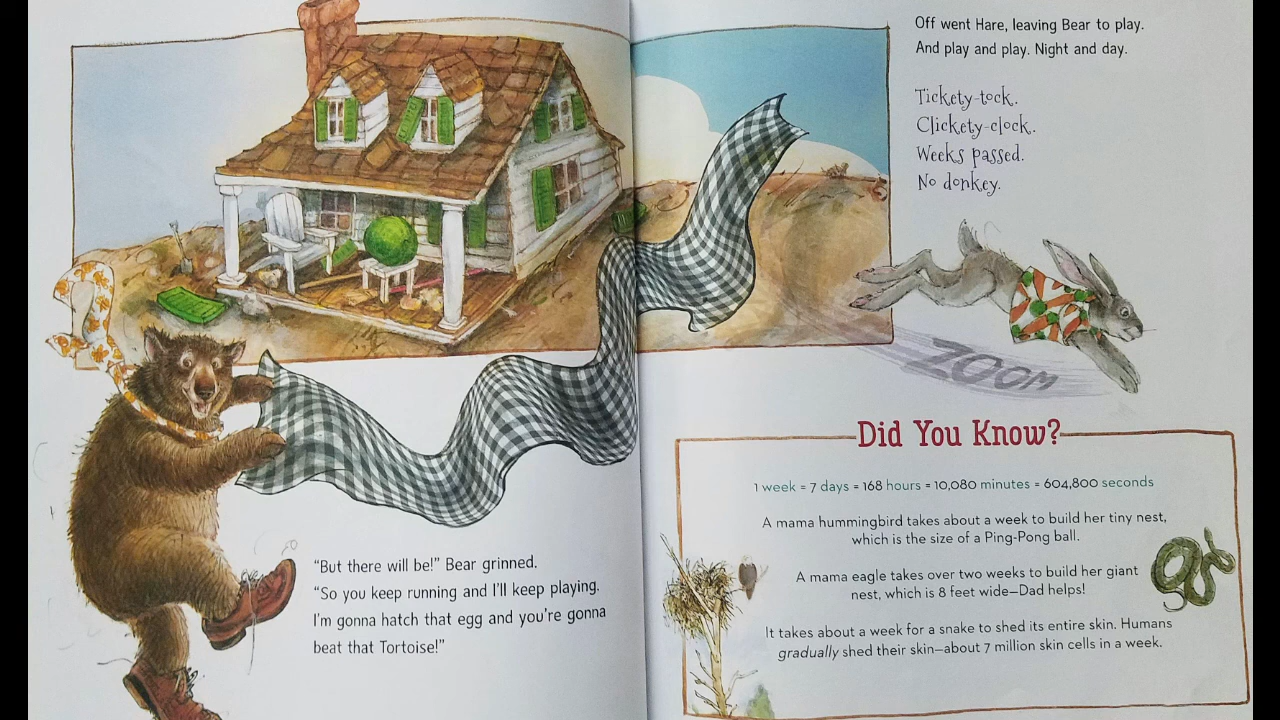 “But there will be!” Bear grinned.
“So you keep running and I’ll keep playing.
I’m gonna hatch that egg and you’re gonna
beat that Tortoise!”
Off went Hare, leaving Bear to play.
And play and play. Night and day.
Tickety-tock.
Clickety-clock.
Weeks passed.
No donkey.
ZOOM
Did You Know?
1 week = 7 days = 168 hours = 10,080 minutes = 604,800 seconds
A mama hummingbird takes about a week to build her tiny nest,
which is the size of a Ping-Pong ball.
A mama eagle takes over two weeks to build her giant
nest, which is 8 feet wide—Dad helps!
It takes about a week for a snake to shed its entire skin. Humans
gradually shed their skin—about 7 million skin cells in a week.